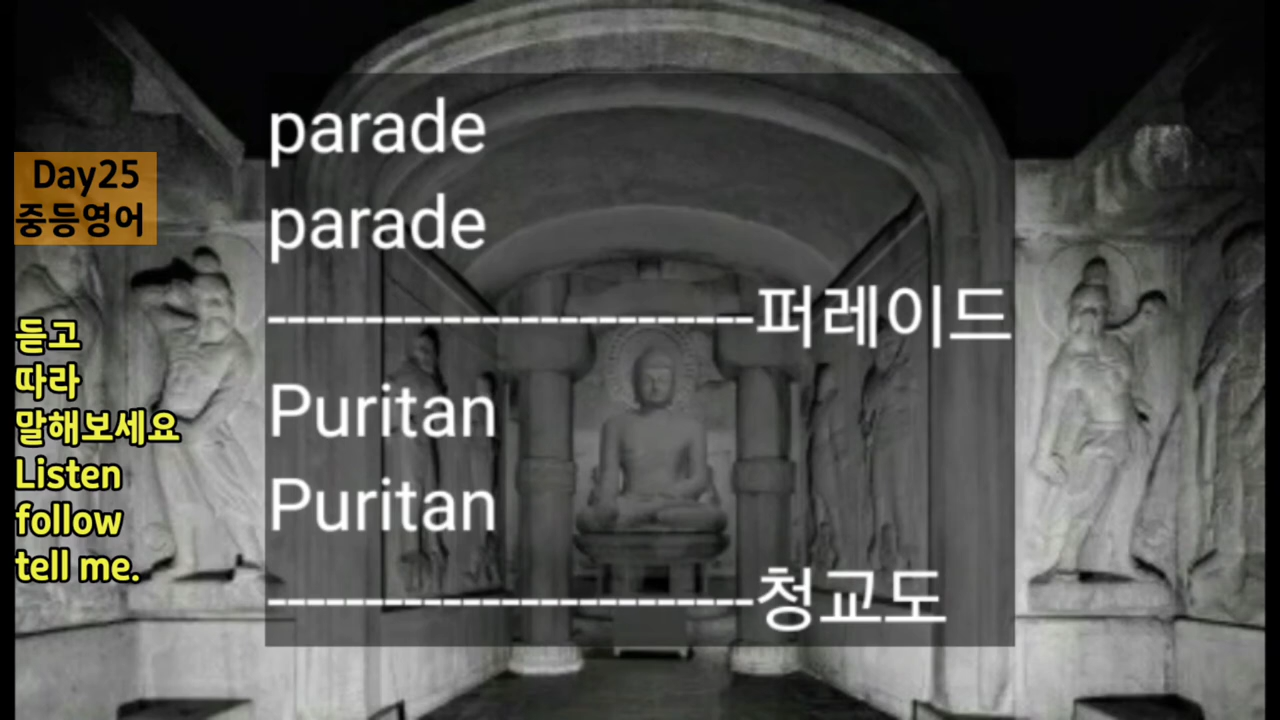 Day25
중등영어
듣고
따라
말해보세요
Listen
follow
tell me.
parade
parade
-------------------------퍼레이드
Puritan
Puritan
-------------------------청교도